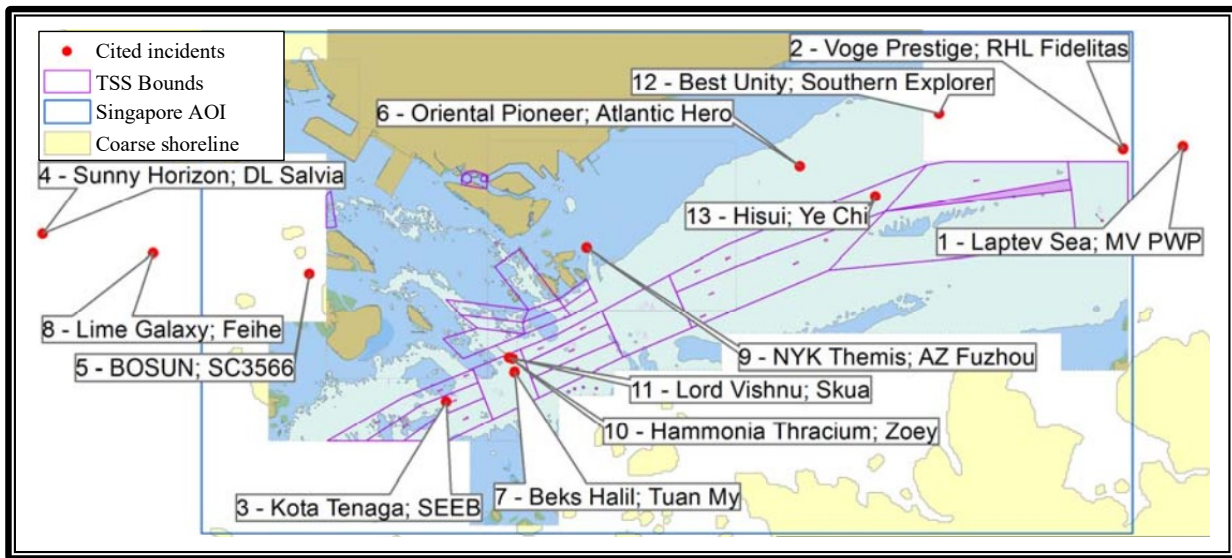 Cited incidents
TSS Bounds
Singapore AOI
Coarse shoreline
2 - Voge Prestige; RHL Fidelitas
12 - Best Unity; Southern Explorer
6 - Oriental Pioneer; Atlantic Hero
4 - Sunny Horizon; DL Salvia
13 - Hisui; Ye Chi
1 - Laptev Sea; MV PWP
8 - Lime Galaxy; Feihe
9 - NYK Themis; AZ Fuzhou
5 - BOSUN; SC3566
11 - Lord Vishnu; Skua
10 - Hammonia Thracium; Zoey
7 - Beks Halil; Tuan My
3 - Kota Tenaga; SEEB